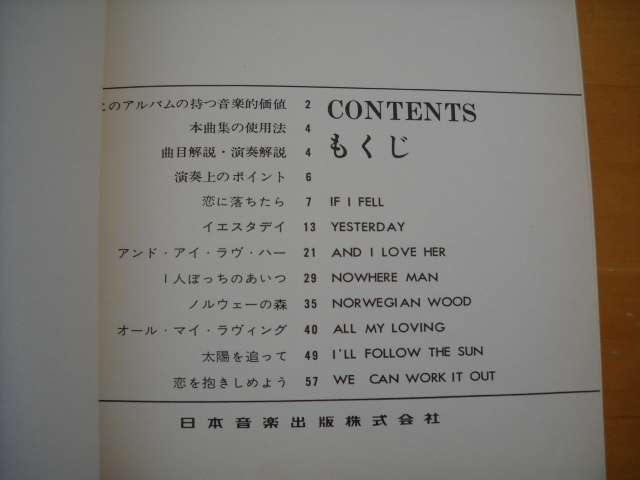 このアルバムの持つ音楽的価値 2 CONTENTS
本曲集の使用法 4
曲目解説・演奏解説 4 もくじ
演奏上のポイント 6
恋に落ちたら 7 IF I FELL
イエスタデイ 13 YESTERDAY
アンド・アイ・ラヴ・ハー 21 AND I LOVE HER
1人ぼっちのあいつ 29 NOWHERE MAN
ノルウェーの森 35 NORWEGIAN WOOD
オール・マイ・ラヴィング 40 ALL MY LOVING
太陽を追って 49 I'LL FOLLOW THE SUN
恋を抱きしめよう 57 WE CAN WORK IT OUT
日本音楽出版株式会社